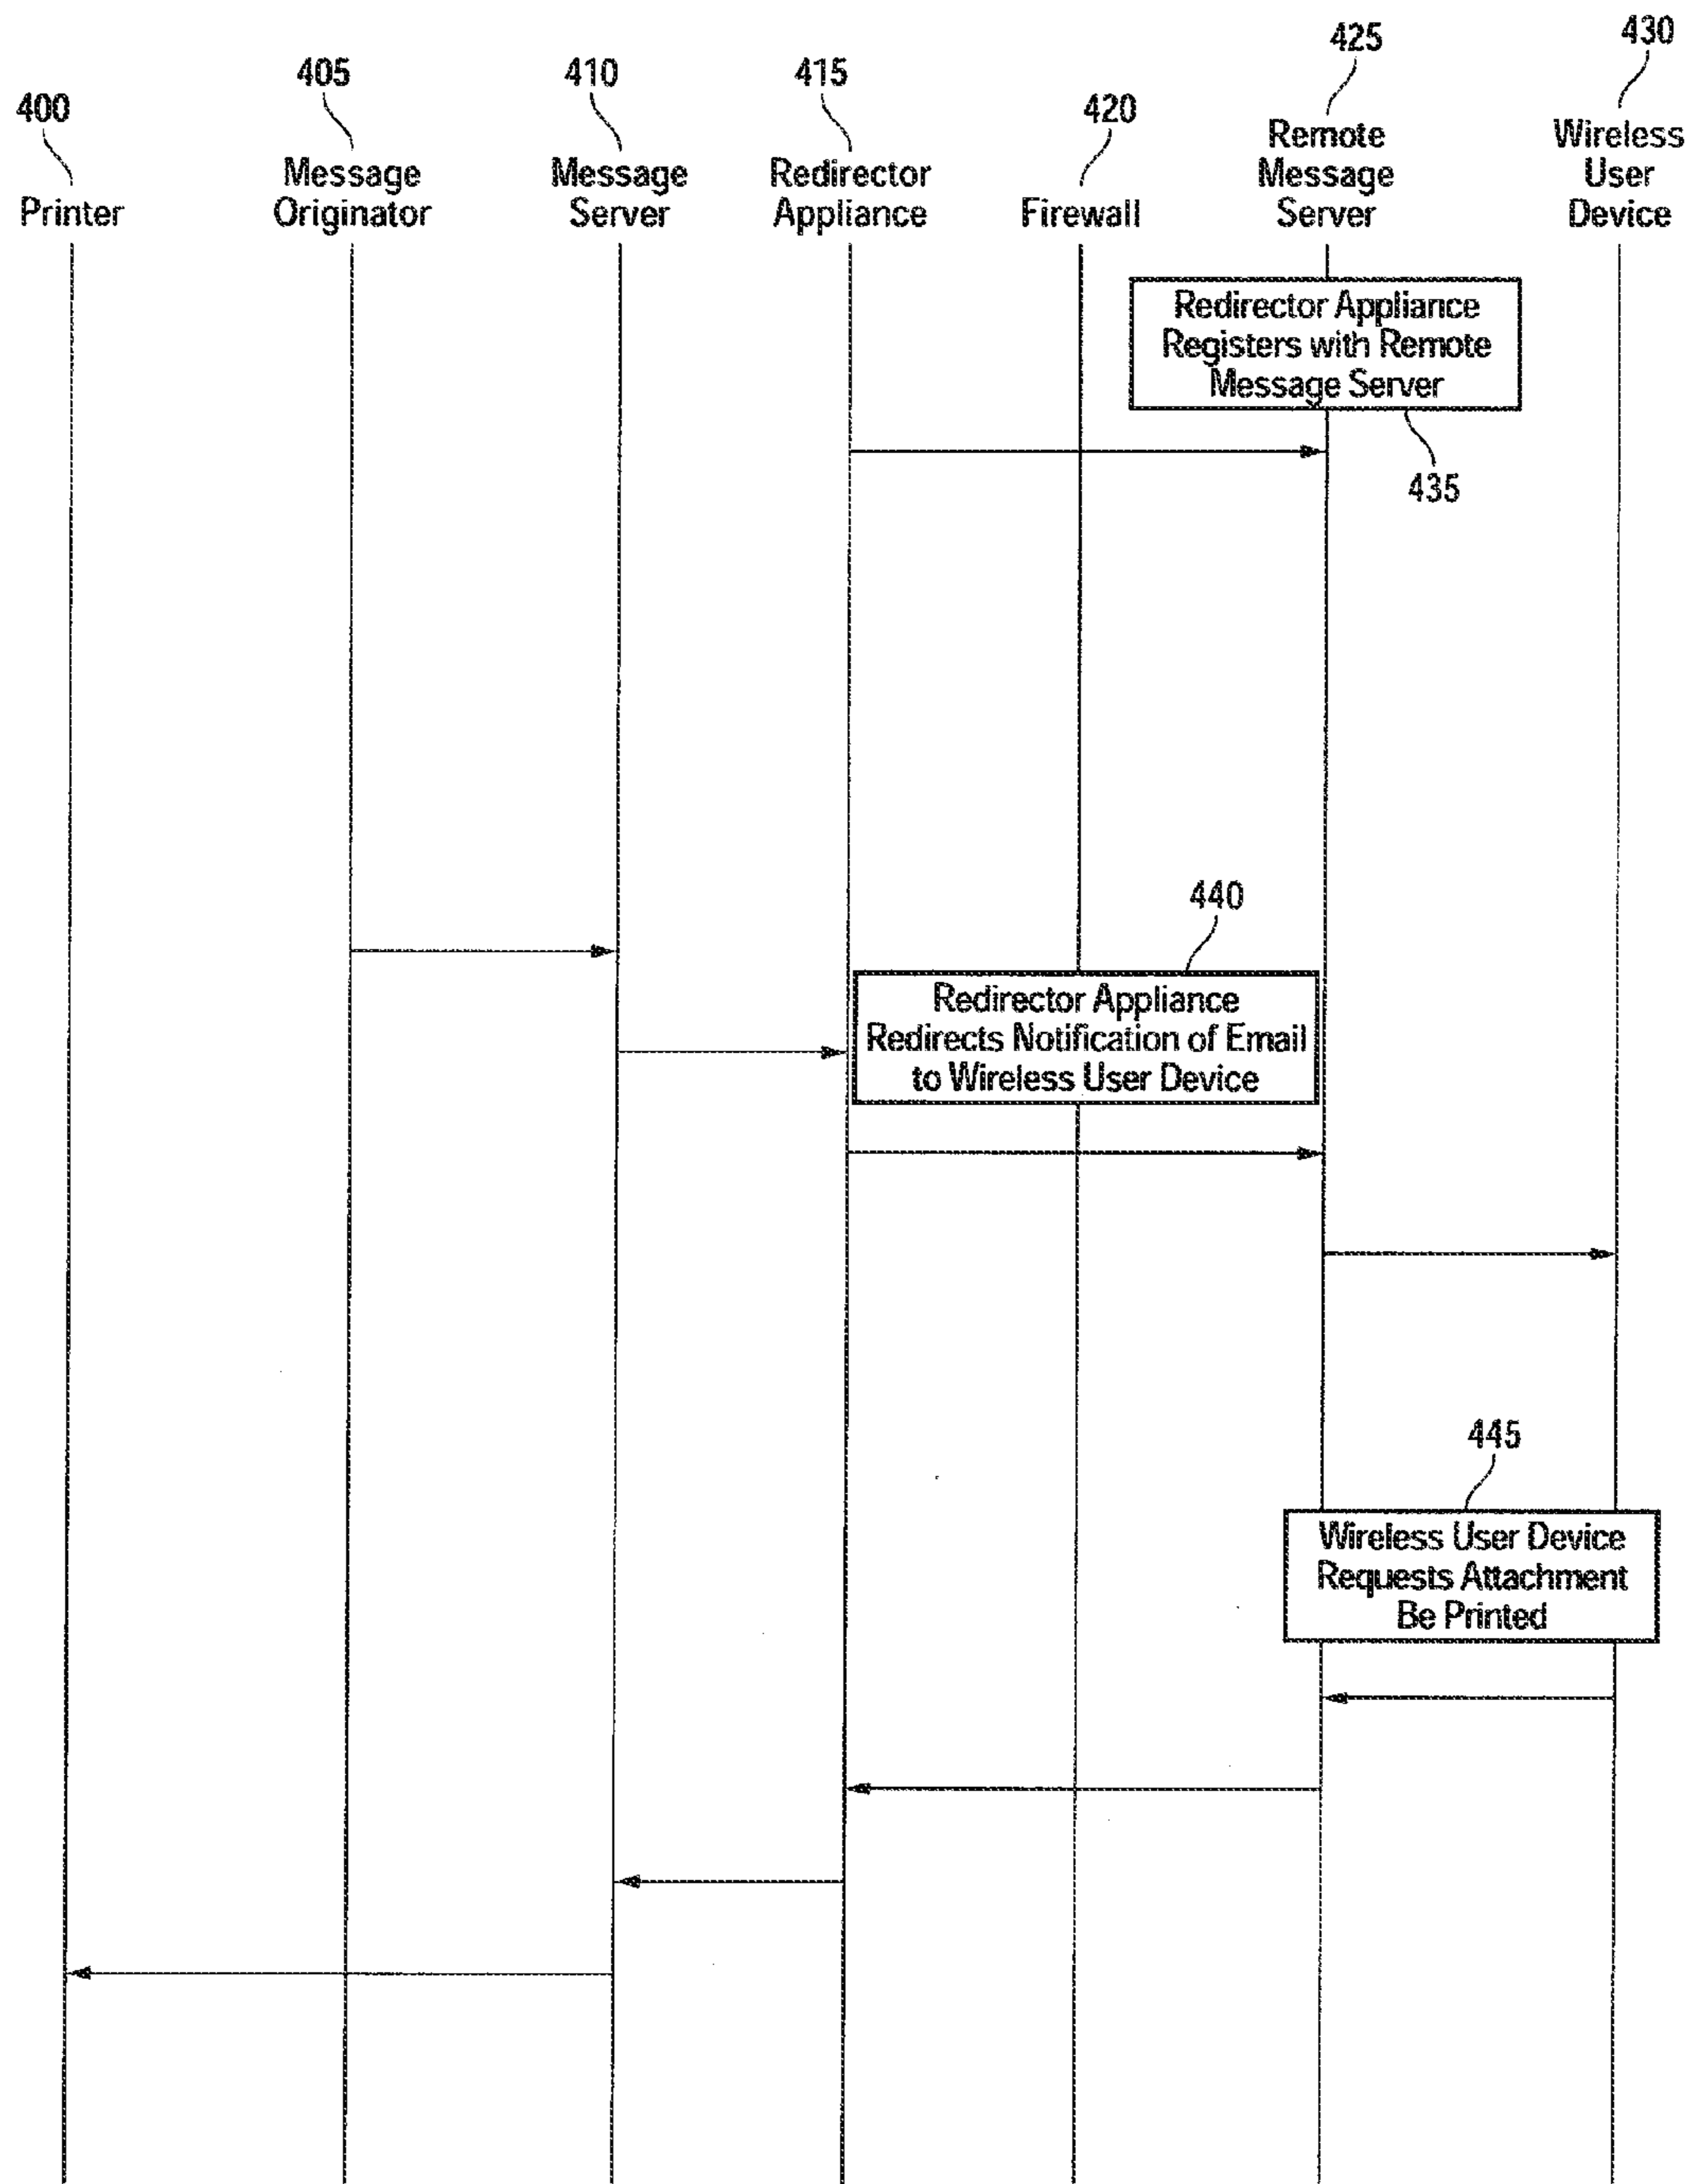 400
Printer
405
Message
Originator
410
Message
Server
415
Redirector
Appliance
420
Firewall
425
Remote
Message
Server
430
Wireless
User
Device
Redirector Appliance
Registers with Remote
Message Server
435
440
Redirector Appliance
Redirects Notification of Email
to Wireless User Device
445
Wireless User Device
Requests Attachment
Be Printed